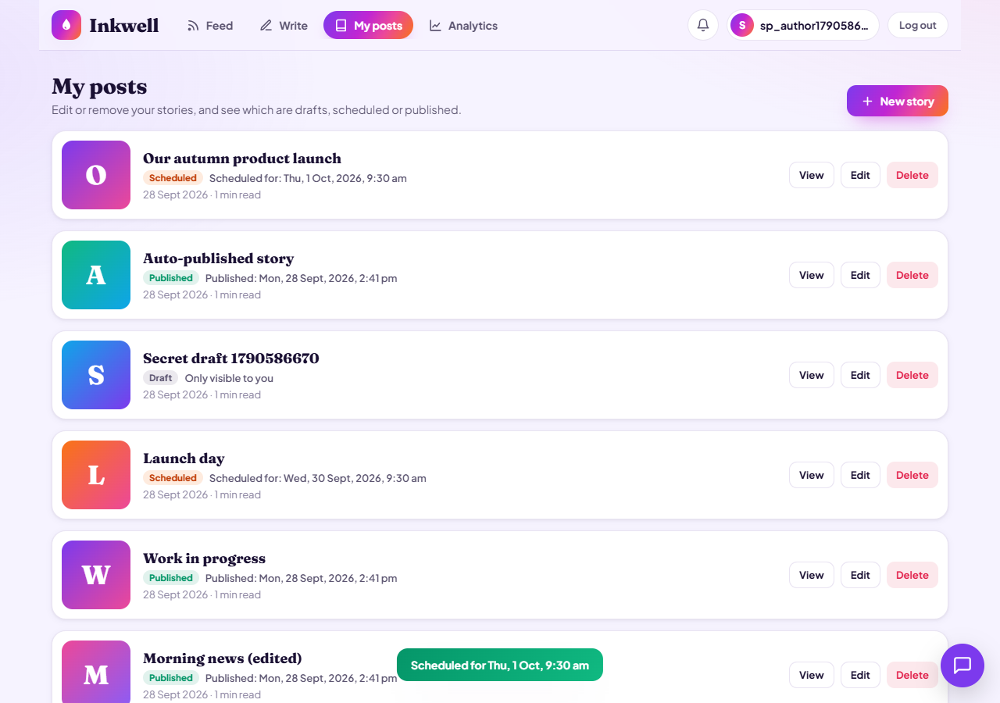 Inkwell
Feed
Write
My posts
Analytics
S
sp_author1790586...
Log out
My posts
Edit or remove your stories, and see which are drafts, scheduled or published.
New story
O
Our autumn product launch
Scheduled Scheduled for: Thu, 1 Oct, 2026, 9:30 am
28 Sept 2026 · 1 min read
View Edit Delete
A
Auto-published story
Published Published: Mon, 28 Sept, 2026, 2:41 pm
28 Sept 2026 · 1 min read
View Edit Delete
S
Secret draft 1790586670
Draft Only visible to you
28 Sept 2026 · 1 min read
View Edit Delete
L
Launch day
Scheduled Scheduled for: Wed, 30 Sept, 2026, 9:30 am
28 Sept 2026 · 1 min read
View Edit Delete
W
Work in progress
Published Published: Mon, 28 Sept, 2026, 2:41 pm
28 Sept 2026 · 1 min read
View Edit Delete
M
Morning news (edited)
Published Published: Mon, 28 Sept, 2026, 2:41 pm
28 Sept 2026 · 1 min read
View Edit Delete
Scheduled for Thu, 1 Oct, 9:30 am